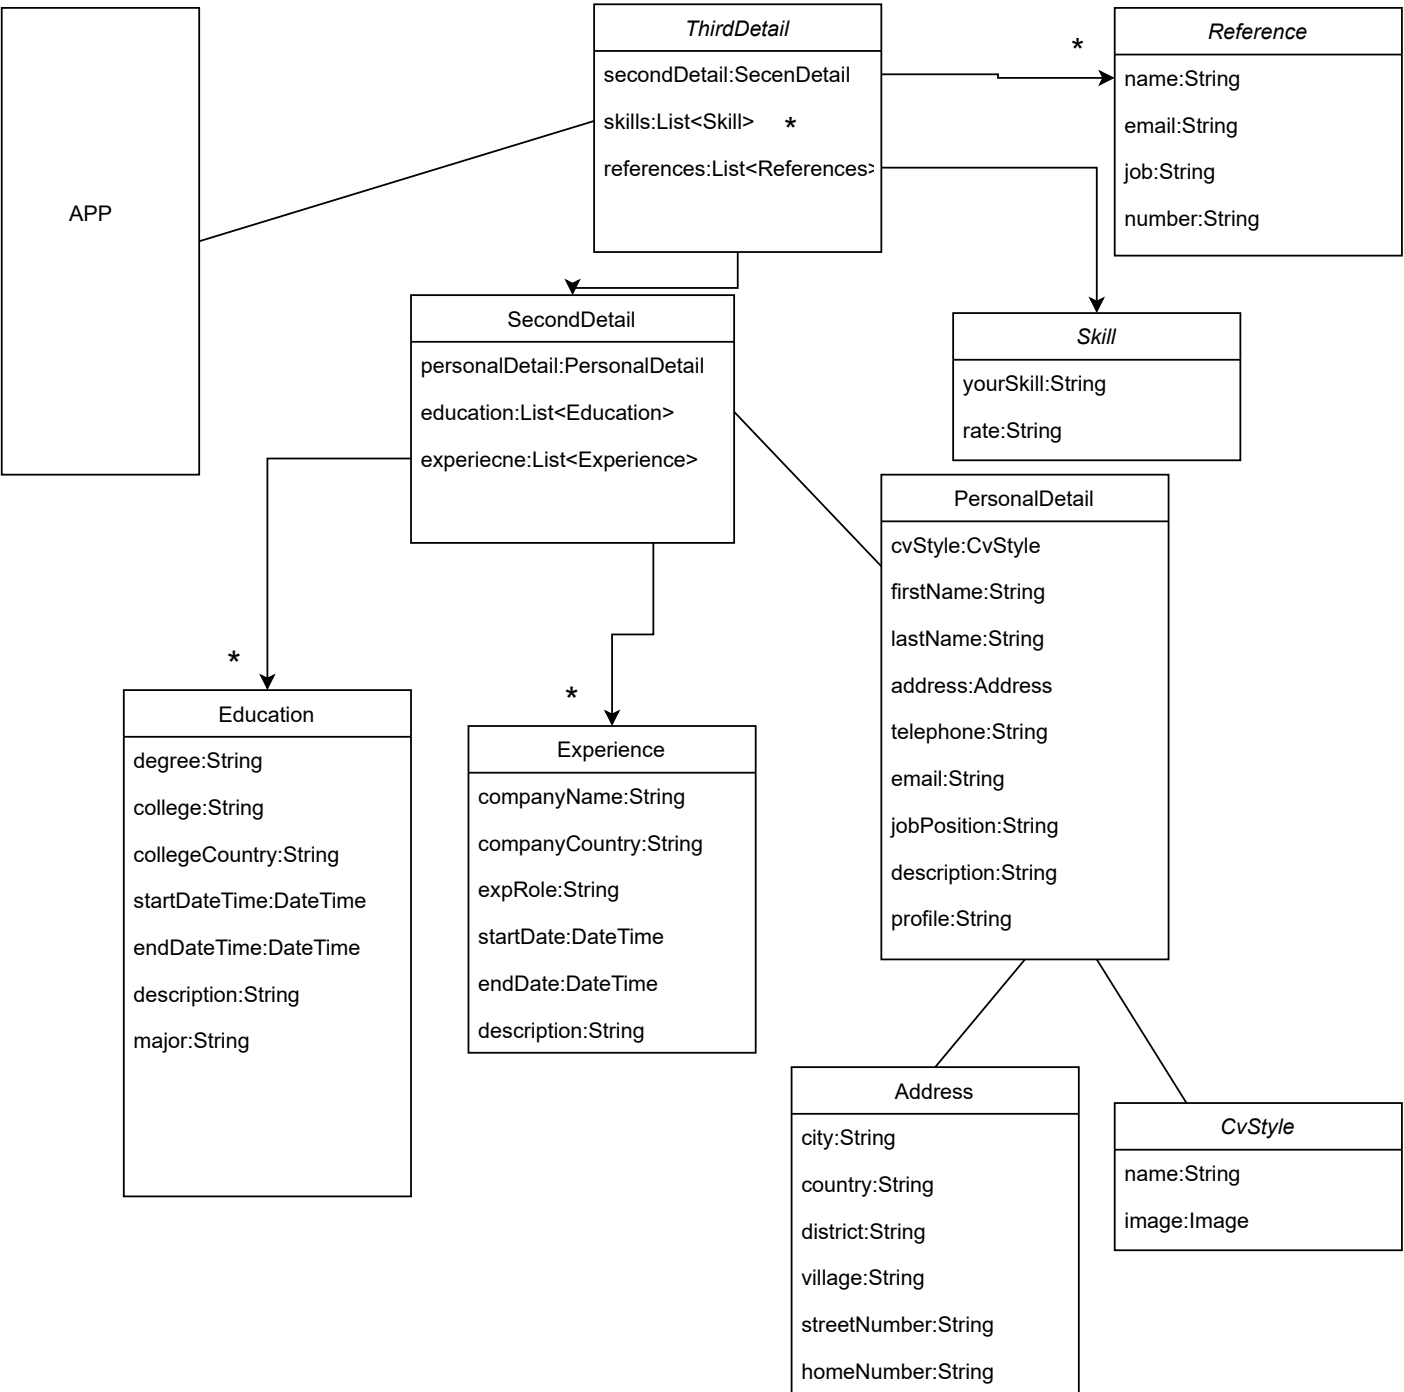 APP
ThirdDetail
secondDetail:SecenDetail
skills:List<Skill>
*
references:List<References>
*
Reference
name:String
email:String
job:String
number:String
SecondDetail
personalDetail:PersonalDetail
education:List<Education>
experiecne:List<Experience>
Skill
yourSkill:String
rate:String
PersonalDetail
cvStyle:CvStyle
firstName:String
lastName:String
address:Address
telephone:String
email:String
jobPosition:String
description:String
profile:String
*
Education
degree:String
college:String
collegeCountry:String
startDateTime:DateTime
endDateTime:DateTime
description:String
major:String
*
Experience
companyName:String
companyCountry:String
expRole:String
startDate:DateTime
endDate:DateTime
description:String
Address
city:String
country:String
district:String
village:String
streetNumber:String
homeNumber:String
CvStyle
name:String
image:Image